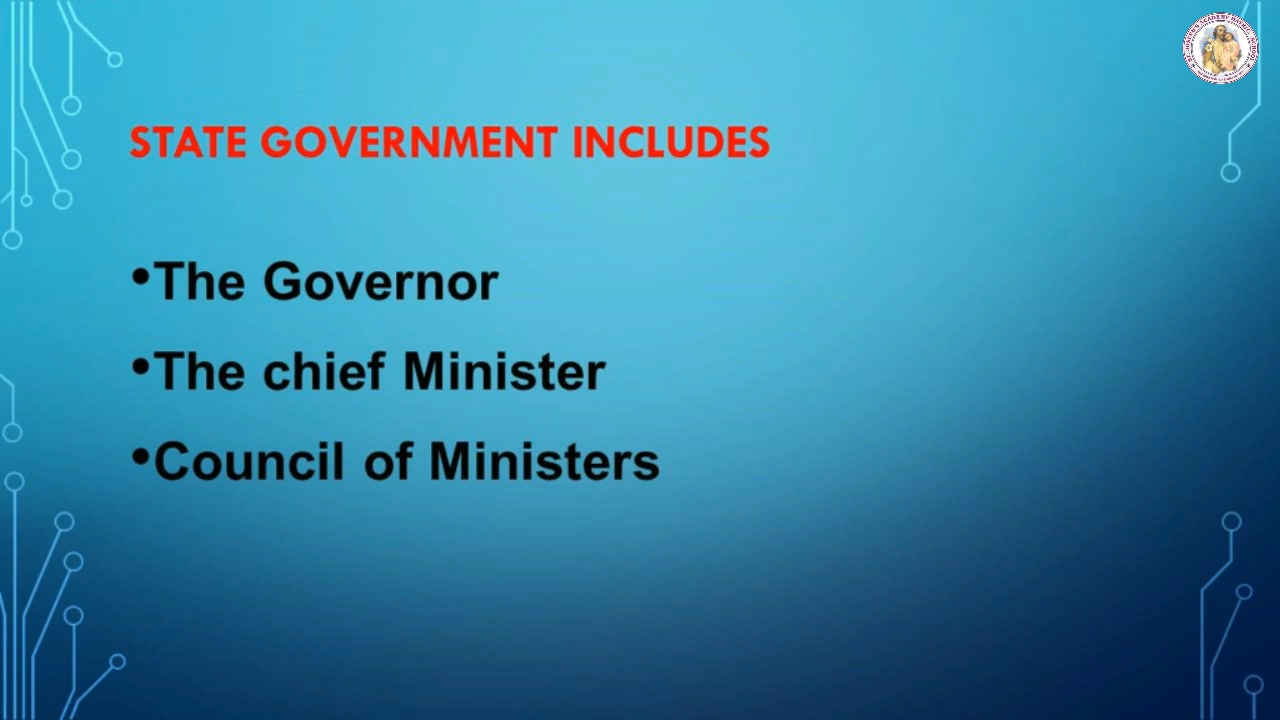 STATE GOVERNMENT INCLUDES
•The Governor
•The chief Minister
•Council of Ministers